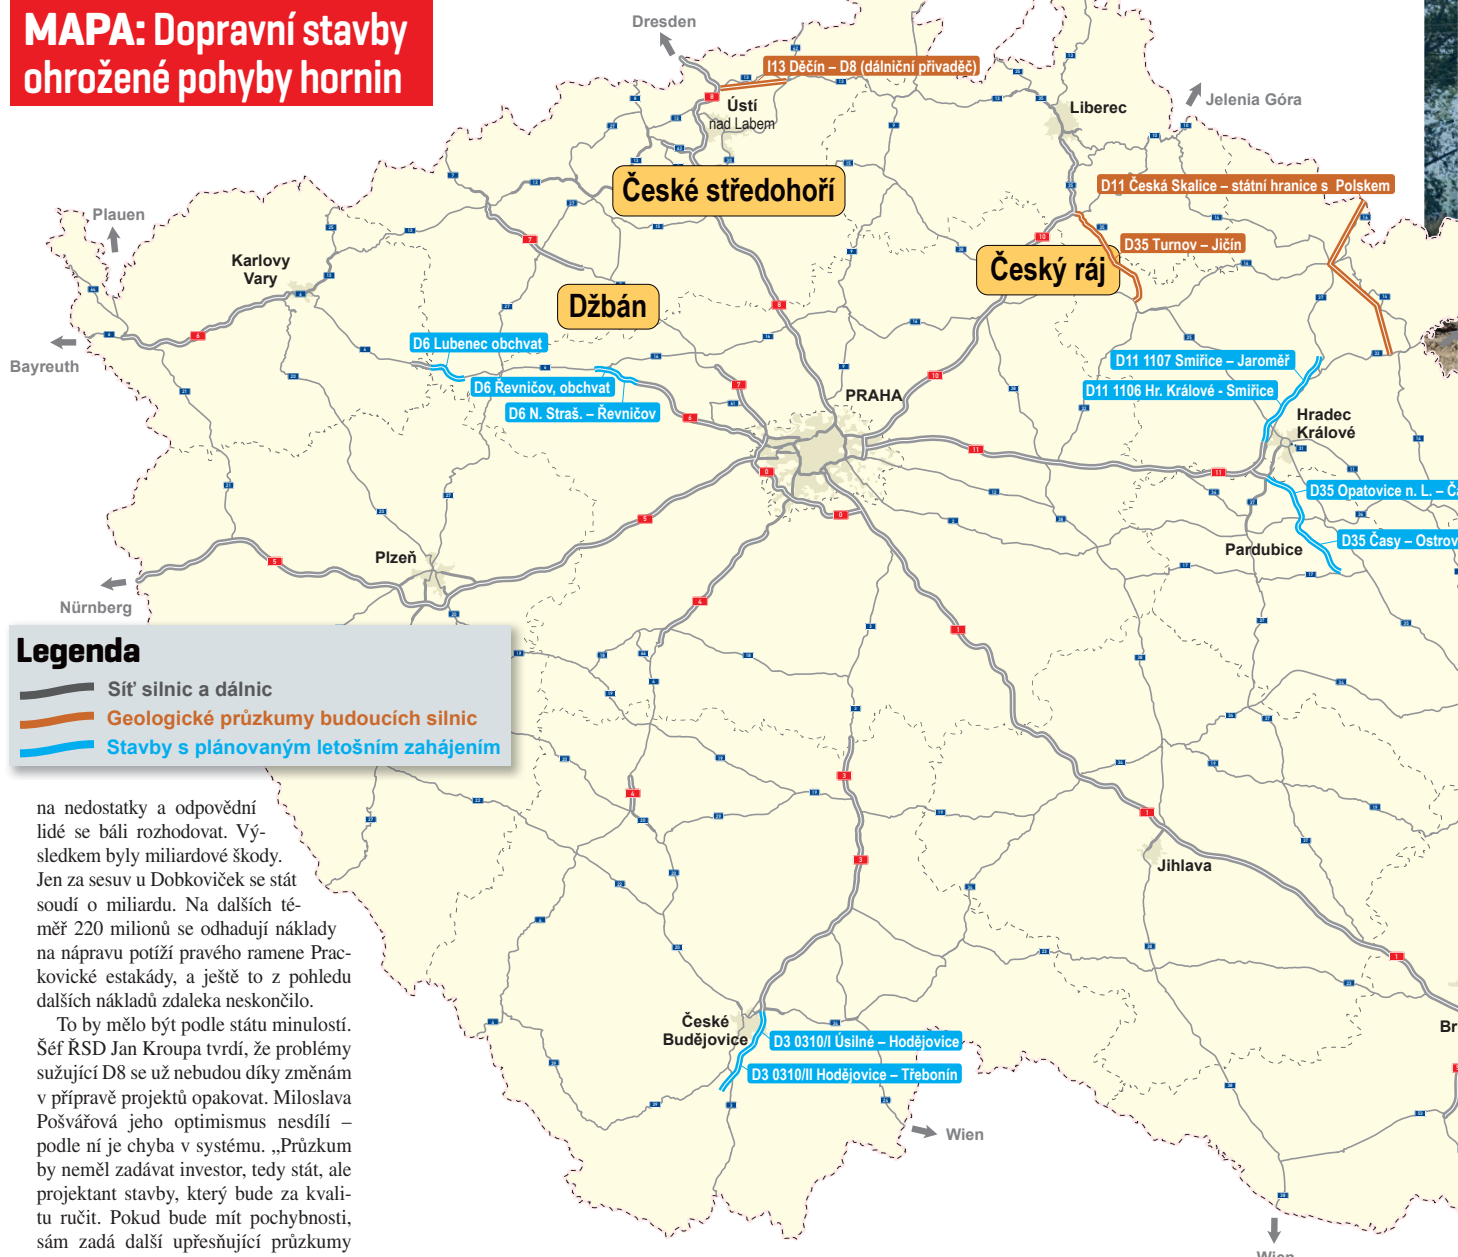 MAPA: Dopravní stavby
ohrožené pohyby hornin
Dresden
I13 Děčín – D8 (dálniční přivaděč)
Ústí
nad Labem
Liberec
Jelenia Góra
České středohoří
D11 Česká Skalice – státní hranice s Polskem
Plauen
Karlovy
Vary
D35 Turnov – Jičín
Český ráj
Džbán
Bayreuth
D6 Lubenec obchvat
D6 Řevničov, obchvat
D6 N. Straš. – Řevničov
PRAHA
D11 1107 Smiřice – Jaroměř
D11 1106 Hr. Králové - Smiřice
Hradec
Králové
D35 Opatovice n. L. – Ča
D35 Časy – Ostrov
Pardubice
Plzeň
Nürnberg
Legenda
Síť silnic a dálnic
Geologické průzkumy budoucích silnic
Stavby s plánovaným letošním zahájením
Jihlava
České
Budějovice
D3 0310/I Úsilné – Hodějovice
D3 0310/II Hodějovice – Třebonín
Br
Wien
Wien
na nedostatky a odpovědní
lidé se báli rozhodovat. Vý-
sledkem byly miliardové škody.
Jen za sesuv u Dobkoviček se stát
soudí o miliardu. Na dalších té-
měř 220 milionů se odhadují náklady
na nápravu potíží pravého ramene Prac-
kovické estakády, a ještě to z pohledu
dalších nákladů zdaleka neskončilo.
To by mělo být podle státu minulostí.
Šéf ŘSD Jan Kroupa tvrdí, že problémy
sužující D8 se už nebudou díky změnám
v přípravě projektů opakovat. Miloslava
Pošvářová jeho optimismus nesdílí –
podle ní je chyba v systému. „Průzkum
by neměl zadávat investor, tedy stát, ale
projektant stavby, který bude za kvali-
tu ručit. Pokud bude mít pochybnosti,
sám zadá další upřesňující průzkumy